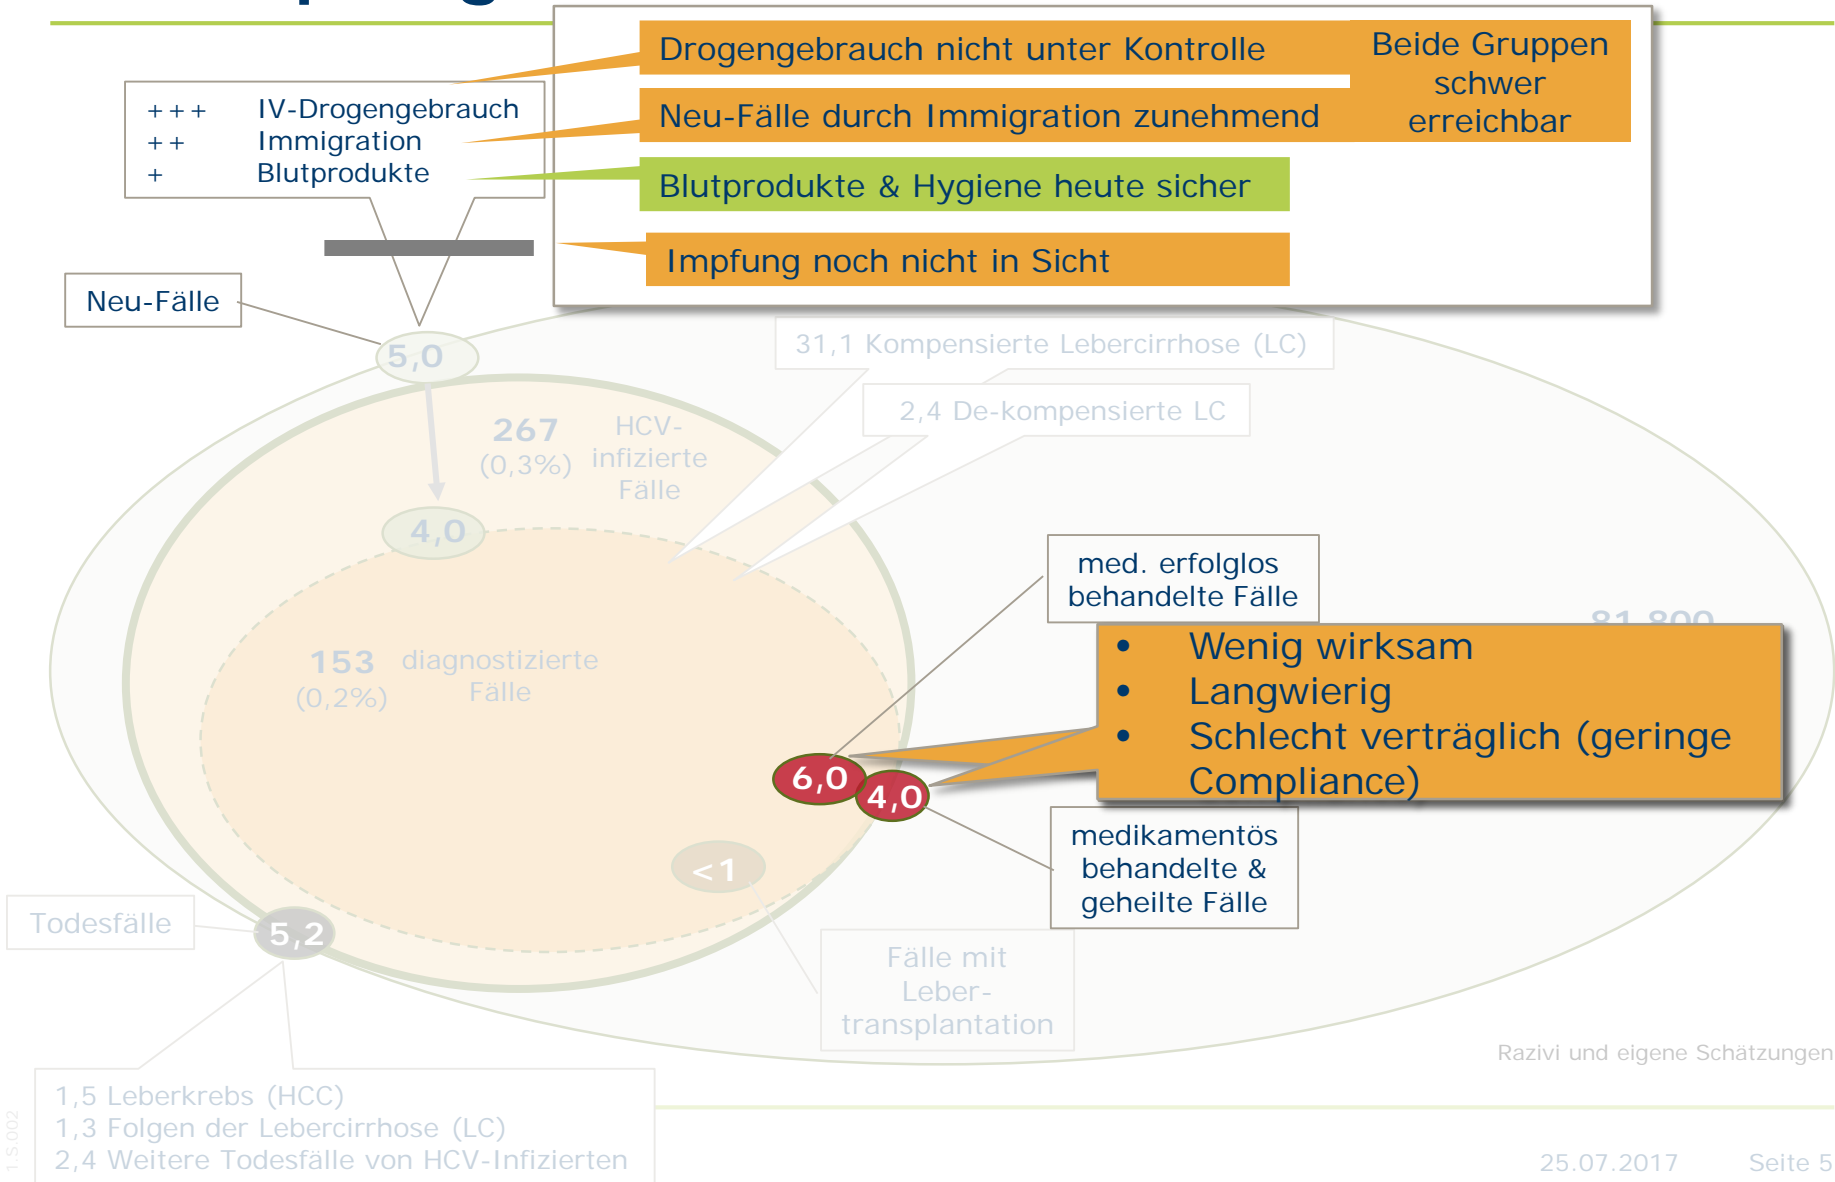 Drogengebrauch nicht unter Kontrolle
Beide Gruppen
schwer
erreichbar
Neu-Fälle durch Immigration zunehmend
Blutprodukte & Hygiene heute sicher
Impfung noch nicht in Sicht
+++ IV-Drogengebrauch
++ Immigration
+ Blutprodukte
Neu-Fälle
5,0
31,1 Kompensierte Lebercirrhose (LC)
2,4 De-kompensierte LC
267
(0,3%)
HCV-
infizierte
Fälle
4,0
med. erfolglos
behandelte Fälle
81.800
153
(0,2%)
diagnostizierte
Fälle
• Wenig wirksam
• Langwierig
• Schlecht verträglich (geringe
Compliance)
6,0
4,0
medikamentös
behandelte &
geheilte Fälle
<1
Todesfälle
5,2
Fälle mit
Leber-
transplantation
Razivi und eigene Schätzungen
1,5 Leberkrebs (HCC)
1,3 Folgen der Lebercirrhose (LC)
2,4 Weitere Todesfälle von HCV-Infizierten
1.S.002
25.07.2017 Seite 5